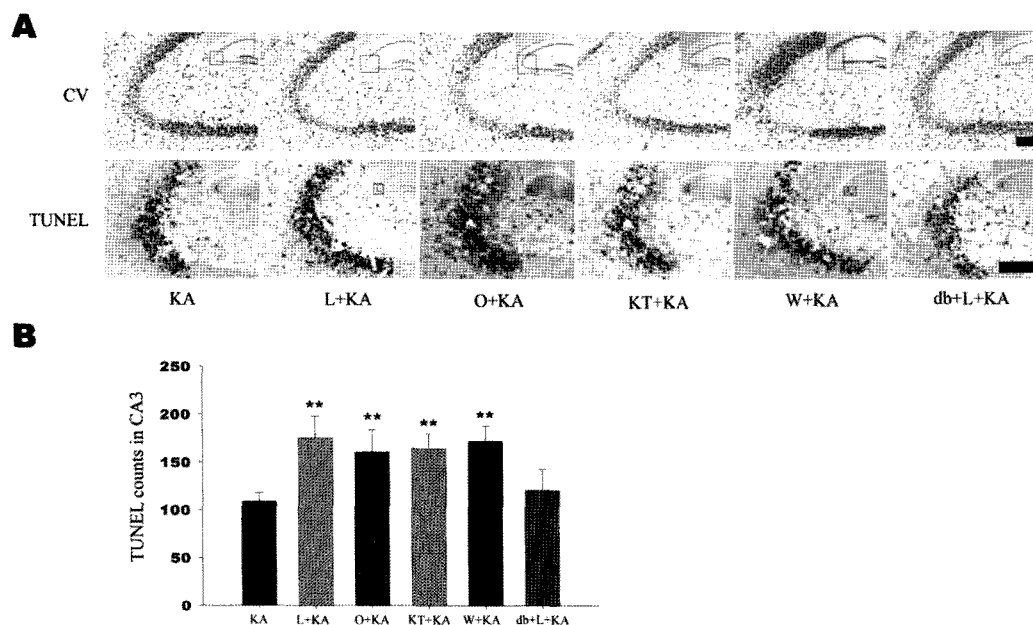 A
CV
TUNEL
KA L+KA O+KA KT+KA W+KA db+L+KA
B
TUNEL counts in CA3
250
200
150
100
50
0
** ** ** **
KA L+KA O+KA KT+KA W+KA db+L+KA